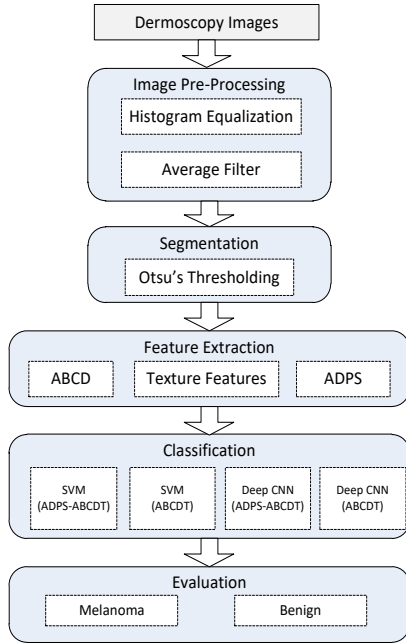 Dermoscopy Images
Image Pre-Processing
Histogram Equalization
Average Filter
Segmentation
Otsu's Thresholding
Feature Extraction
ABCD
Texture Features
ADPS
Classification
SVM
(ADPS-ABCDT)
SVM
(ABCDT)
Deep CNN
(ADPS-ABCDT)
Deep CNN
(ABCDT)
Evaluation
Melanoma
Benign